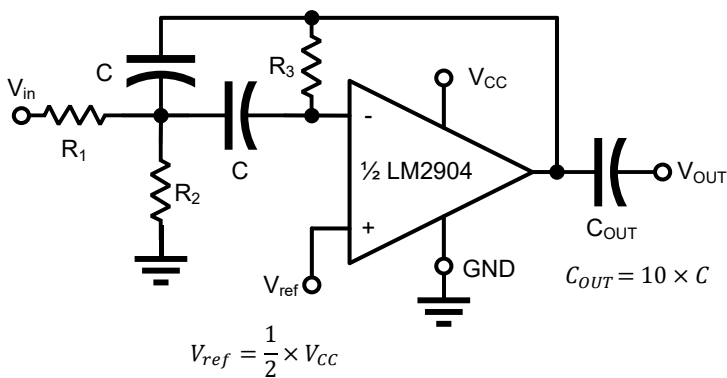 C
R3
Vin
R1
C
R2
VCC
-
½ LM2904
+
VOUT
COUT
GND
Vref
COUT = 10 × C
Vref = 1/2 × VCC